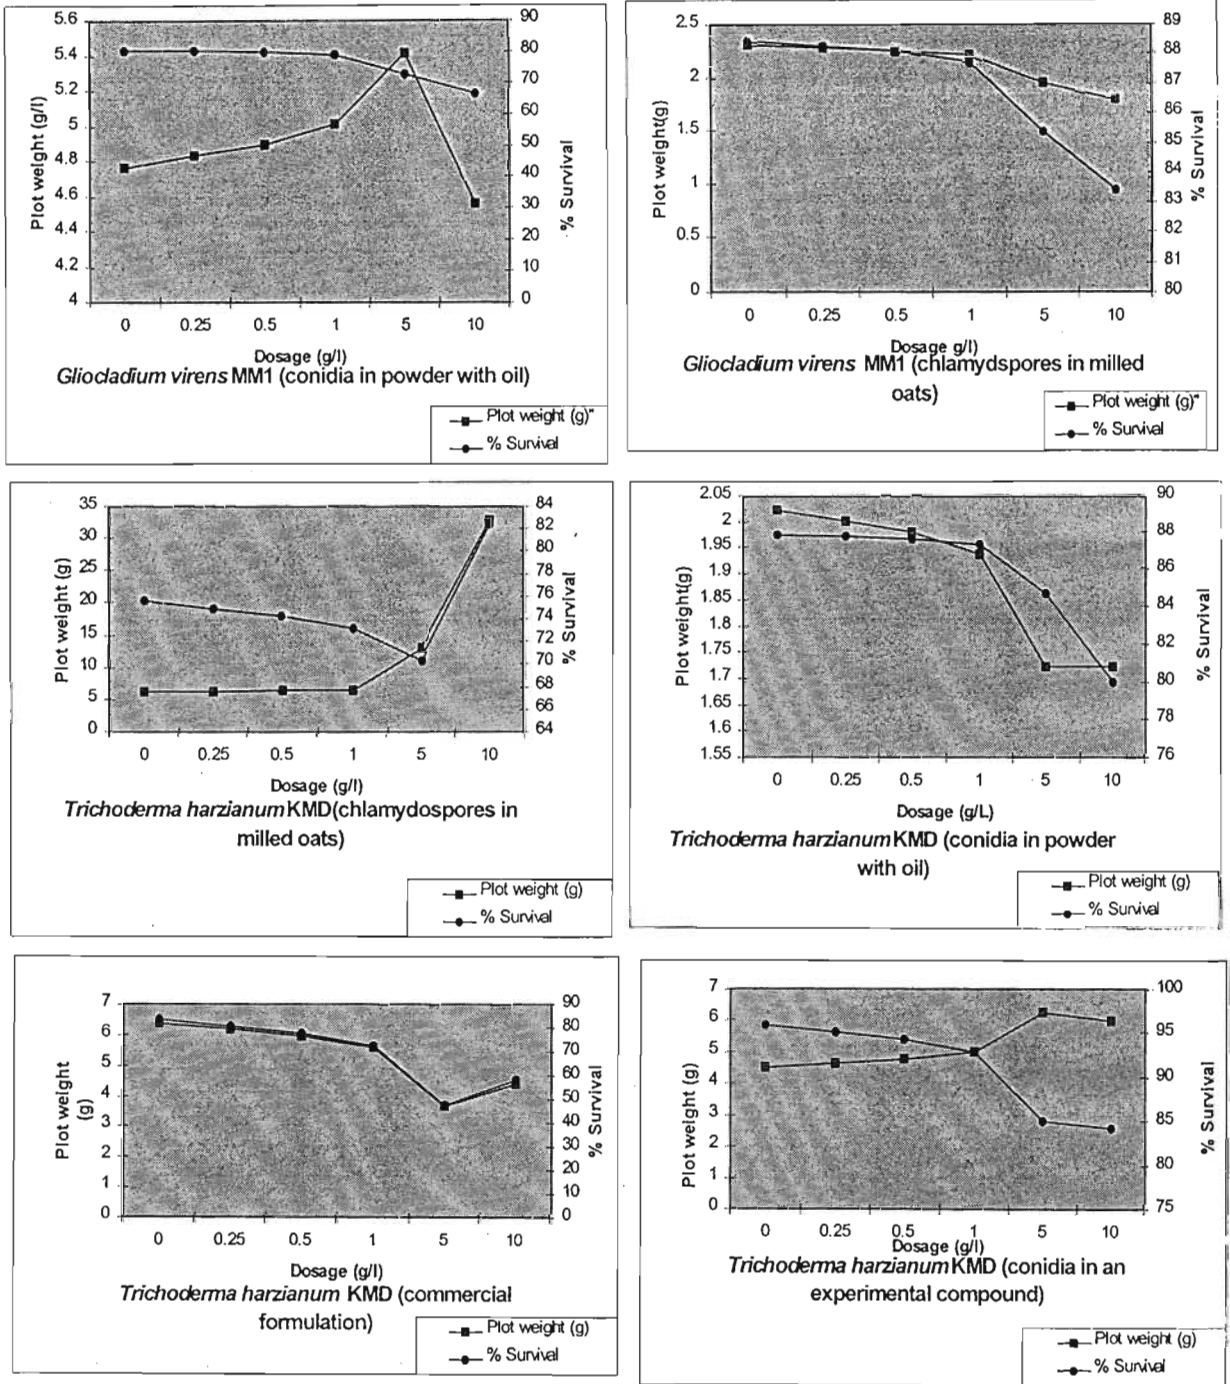 Plot weight (g/l)
5.6
5.4
5.2
5
4.8
4.6
4.4
4.2
4
90
80
70
60
50
40
30
20
10
0
% Survival
0 0.25 0.5 1 5 10
Dosage (g/l)
Gliocladium virens MM1 (conidia in powder with oil)
Plot weight (g)"
% Survival
Plot weight(g)
2.5
2
1.5
1
0.5
0
89
88
87
86
85
84
83
82
81
80
% Survival
0 0.25 0.5 1 5 10
Dosage g/l)
Gliocladium virens MM1 (chlamydspores in milled
oats)
Plot weight (g)"
% Survival
Plot weight (g)
35
30
25
20
15
10
5
0
84
82
80
78
76
74
72
70
68
66
64
% Survival
0 0.25 0.5 1 5 10
Dosage (g/l)
Trichoderma harzianum KMD(chlamydospores in
milled oats)
Plot weight (g)
% Survival
Plot weight(g)
2.05
2
1.95
1.9
1.85
1.8
1.75
1.7
1.65
1.6
1.55
90
88
86
84
82
80
78
76
% Survival
0 0.25 0.5 1 5 10
Dosage (g/L)
Trichoderma harzianum KMD (conidia in powder
with oil)
Plot weight (g)
% Survival
Plot weight
(g)
7
6
5
4
3
2
1
0
90
80
70
60
50
40
30
20
10
0
% Survival
0 0.25 0.5 1 5 10
Dosage (g/l)
Trichoderma harzianum KMD (commercial
formulation)
Plot weight (g)
% Survival
Plot weight (g)
7
6
5
4
3
2
1
0
100
95
90
85
80
75
% Survival
0 0.25 0.5 1 5 10
Dosage (g/l)
Trichoderma harzianum KMD (conidia in an
experimental compound)
Plot weight (g)
% Survival